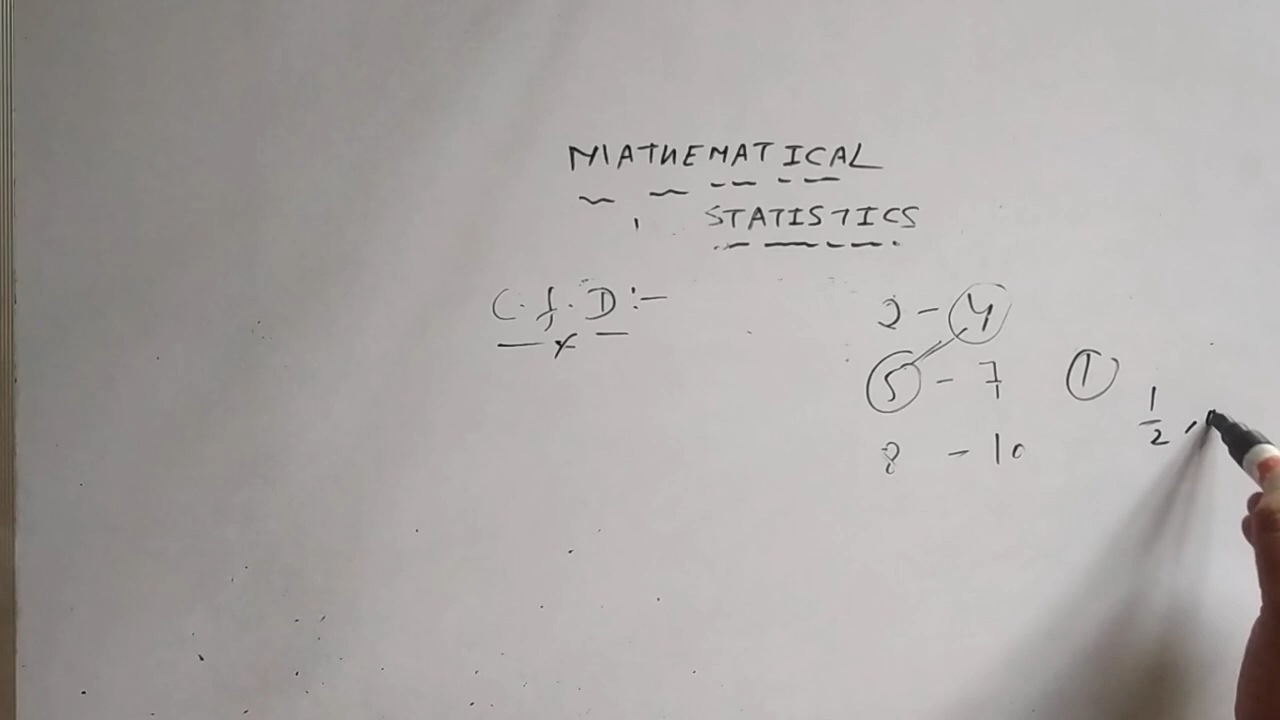 MATHEMATICAL
STATISTICS
C.f.D:-
2 - 4
5 - 7
8 - 10
1
1/2,